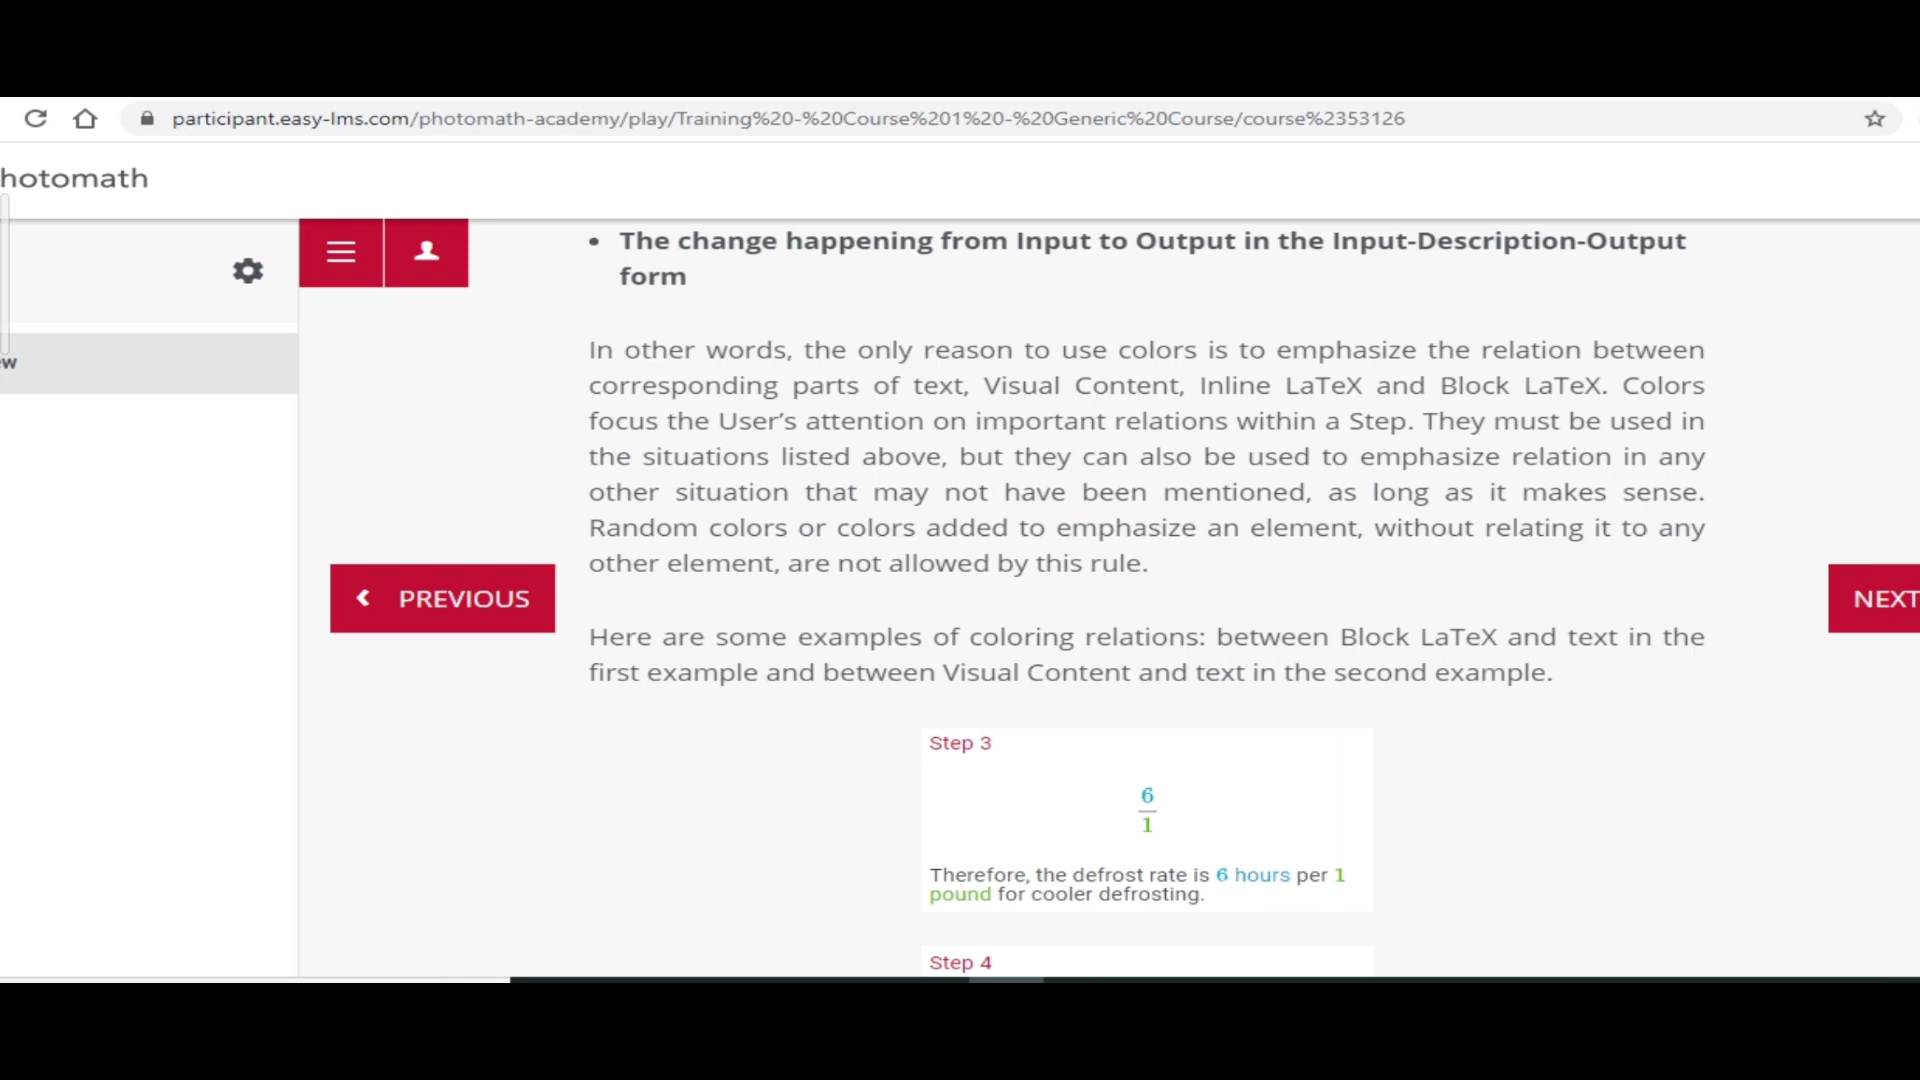 participant.easy-lms.com/photomath-academy/play/Training%20-%20Course%201%20-%20Generic%20Course/course%2353126
hotomath
• The change happening from Input to Output in the Input-Description-Output
form
ew
In other words, the only reason to use colors is to emphasize the relation between
corresponding parts of text, Visual Content, Inline LaTeX and Block LaTeX. Colors
focus the User’s attention on important relations within a Step. They must be used in
the situations listed above, but they can also be used to emphasize relation in any
other situation that may not have been mentioned, as long as it makes sense.
Random colors or colors added to emphasize an element, without relating it to any
other element, are not allowed by this rule.
PREVIOUS
NEXT
Here are some examples of coloring relations: between Block LaTeX and text in the
first example and between Visual Content and text in the second example.
Step 3
6
1
Therefore, the defrost rate is 6 hours per 1
pound for cooler defrosting.
Step 4